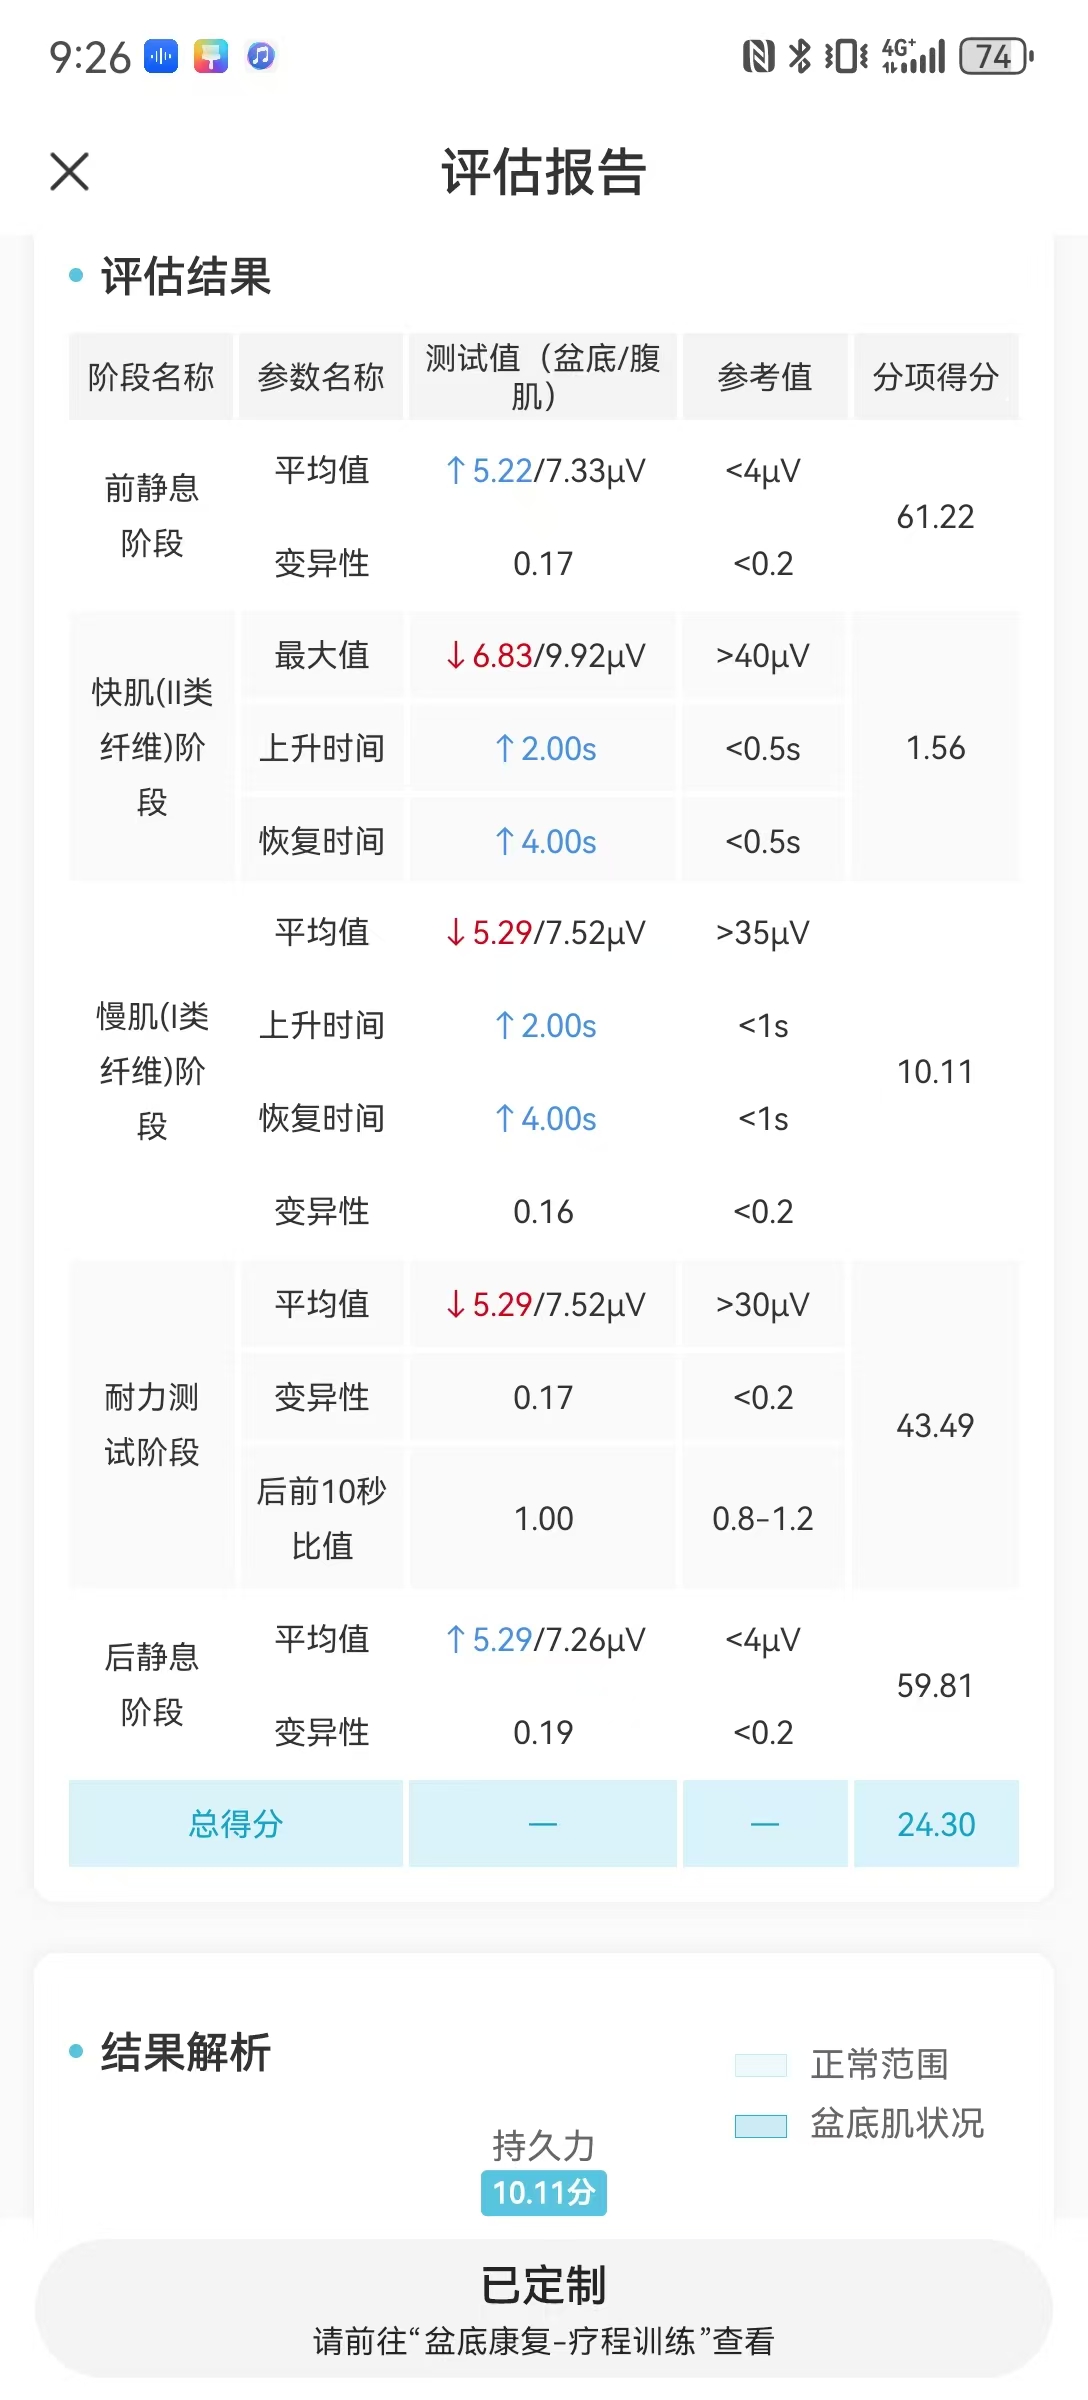 9:26
4G+
74
评估报告
评估结果
阶段名称 参数名称 测试值（盆底/腹肌） 参考值 分项得分
前静息阶段 平均值 ↑5.22/7.33μV <4μV 61.22
变异性 0.17 <0.2
快肌(II类纤维)阶段 最大值 ↓6.83/9.92μV >40μV 1.56
上升时间 ↑2.00s <0.5s
恢复时间 ↑4.00s <0.5s
慢肌(I类纤维)阶段 平均值 ↓5.29/7.52μV >35μV 10.11
上升时间 ↑2.00s <1s
恢复时间 ↑4.00s <1s
变异性 0.16 <0.2
耐力测试阶段 平均值 ↓5.29/7.52μV >30μV 43.49
变异性 0.17 <0.2
后前10秒比值 1.00 0.8-1.2
后静息阶段 平均值 ↑5.29/7.26μV <4μV 59.81
变异性 0.19 <0.2
总得分 — — 24.30
结果解析
正常范围
盆底肌状况
持久力
10.11分
已定制
请前往“盆底康复-疗程训练”查看